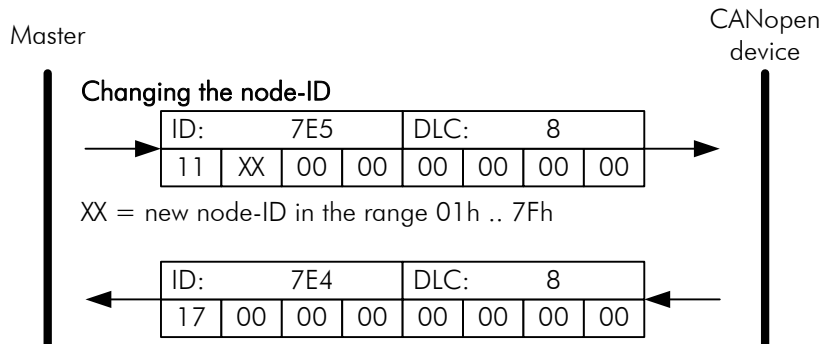 Master
CANopen
device
Changing the node-ID
ID: 7E5 DLC: 8
11 XX 00 00 00 00 00 00
XX = new node-ID in the range 01h .. 7Fh
ID: 7E4 DLC: 8
17 00 00 00 00 00 00 00